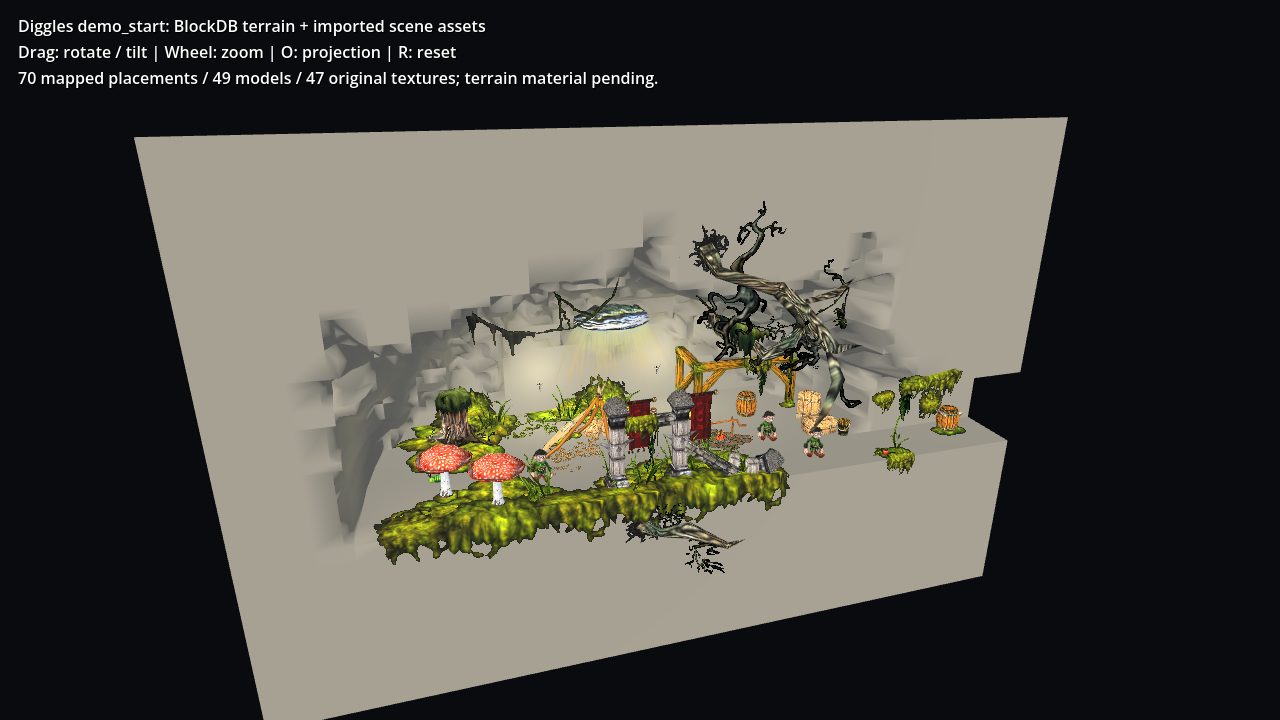 Diggles demo_start: BlockDB terrain + imported scene assets
Drag: rotate / tilt | Wheel: zoom | O: projection | R: reset
70 mapped placements / 49 models / 47 original textures; terrain material pending.